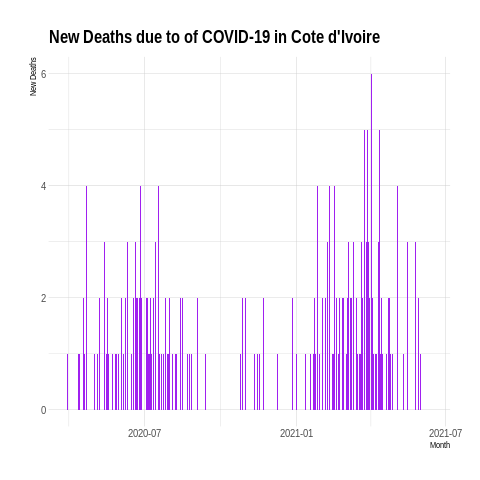 New Deaths due to of COVID-19 in Cote d'Ivoire
New Deaths
6
4
2
0
2020-07
2021-01
2021-07
Month